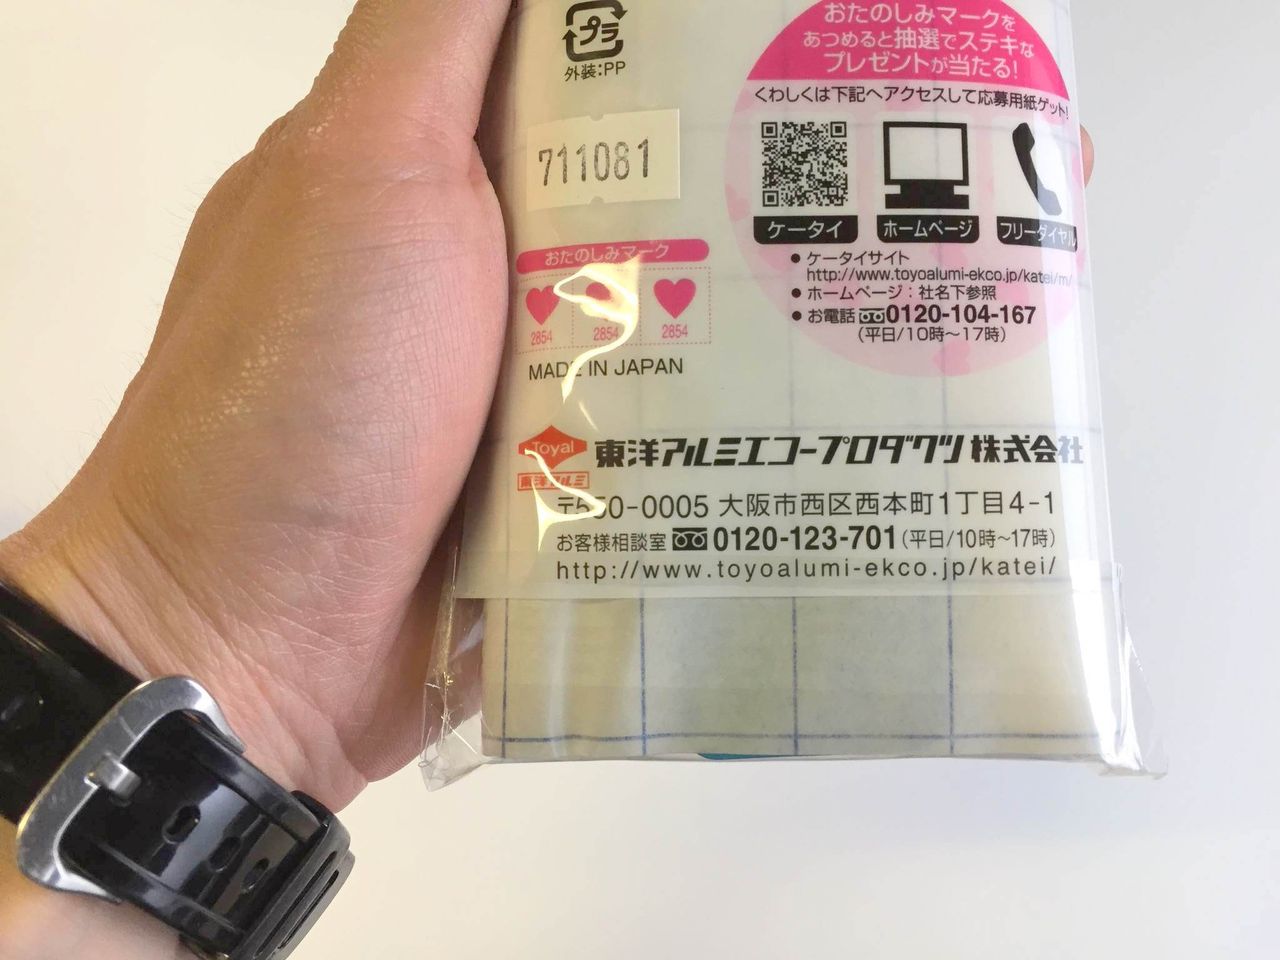 プラ
外装:PP
おたのしみマークを
あつめると抽選でステキな
プレゼントが当たる!
くわしくは下記へアクセスして応募用紙ゲット!
711081
ケータイ
ホームページ
フリーダイヤル
おたのしみマーク
2854
2854
2854
MADE IN JAPAN
●ケータイサイト
http://www.toyoalumi-ekco.jp/katei/m/
●ホームページ:社名下参照
●お電話 0120-104-167
(平日/10時〜17時)
Toyal
東洋アルミ
東洋アルミエコープロダクツ 株式会社
〒550-0005 大阪市西区西本町1丁目4-1
お客様相談室 0120-123-701(平日/10時〜17時)
http://www.toyoalumi-ekco.jp/katei/